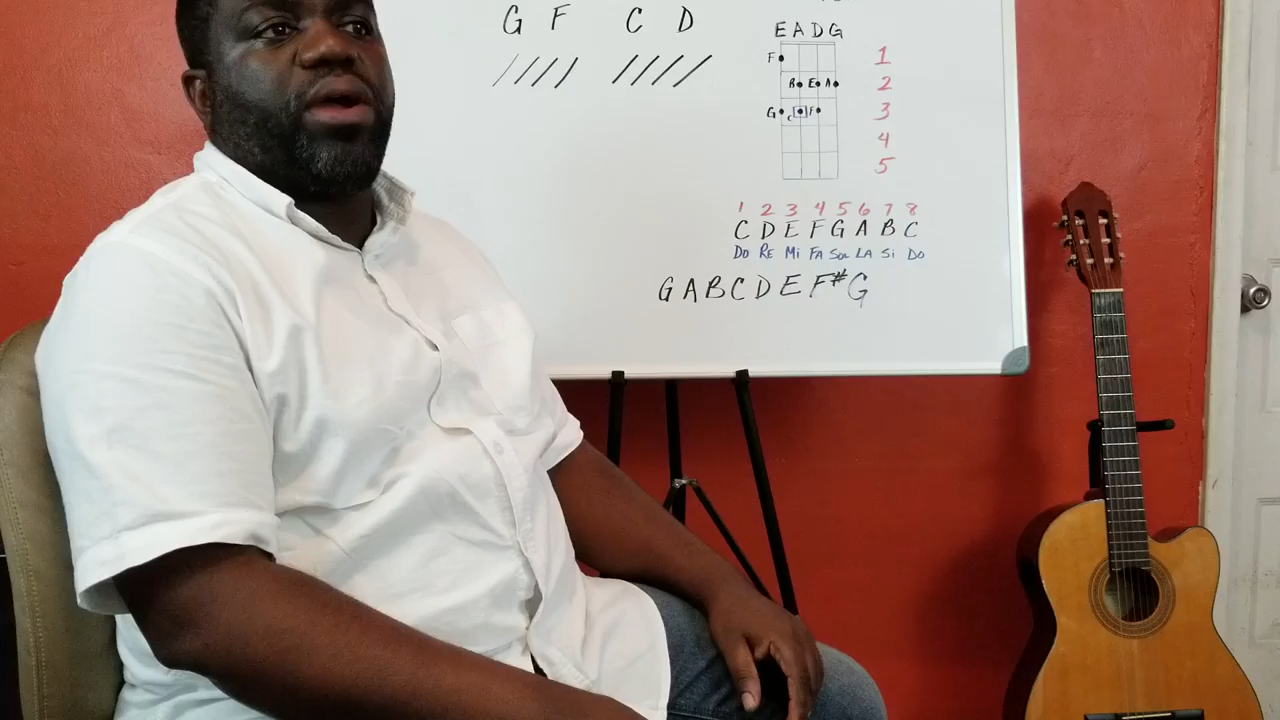 G F C D
//// ////
E A D G
F 1
B E A 2
G C F 3
4
5
1 2 3 4 5 6 7 8
C D E F G A B C
DO RE Mi FA SOL LA Si DO
G A B C D E F# G